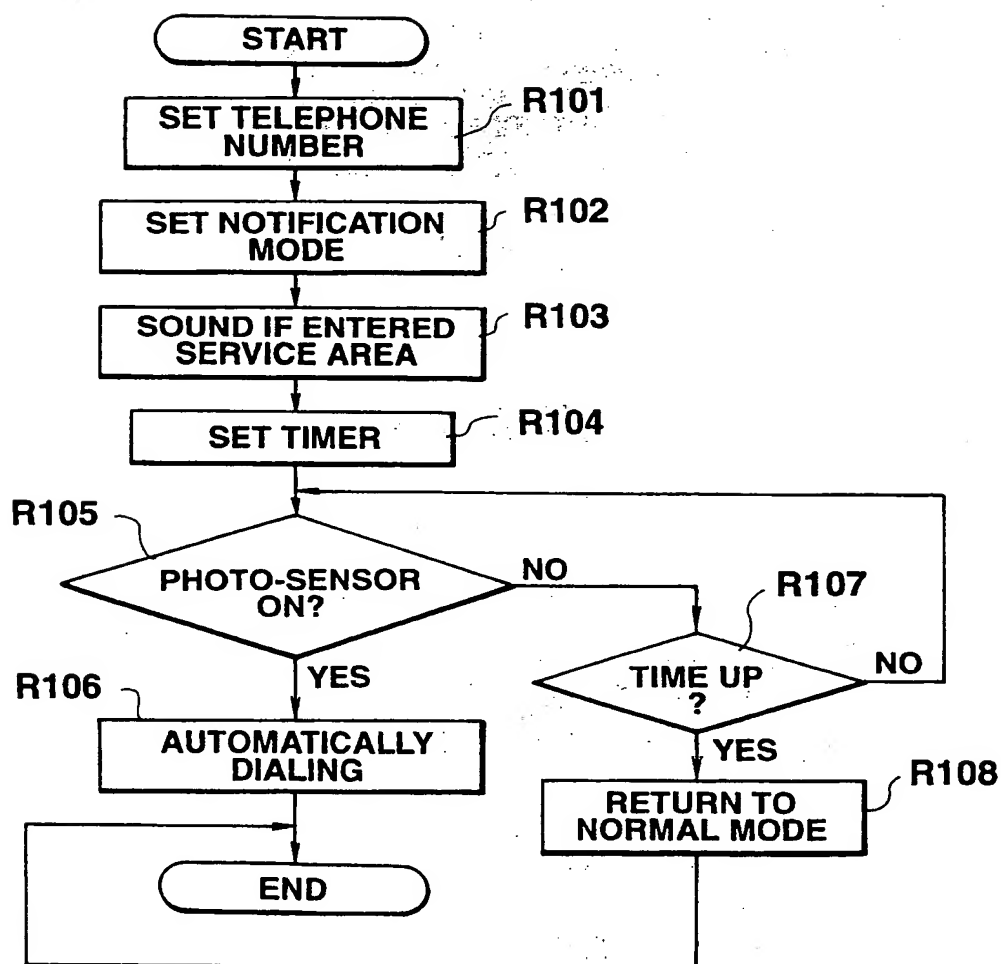 START
SET TELEPHONE
NUMBER
R101
SET NOTIFICATION
MODE
R102
SOUND IF ENTERED
SERVICE AREA
R103
SET TIMER
R104
R105
PHOTO-SENSOR
ON?
NO
YES
R107
TIME UP
?
NO
YES
R106
AUTOMATICALLY
DIALING
R108
RETURN TO
NORMAL MODE
END